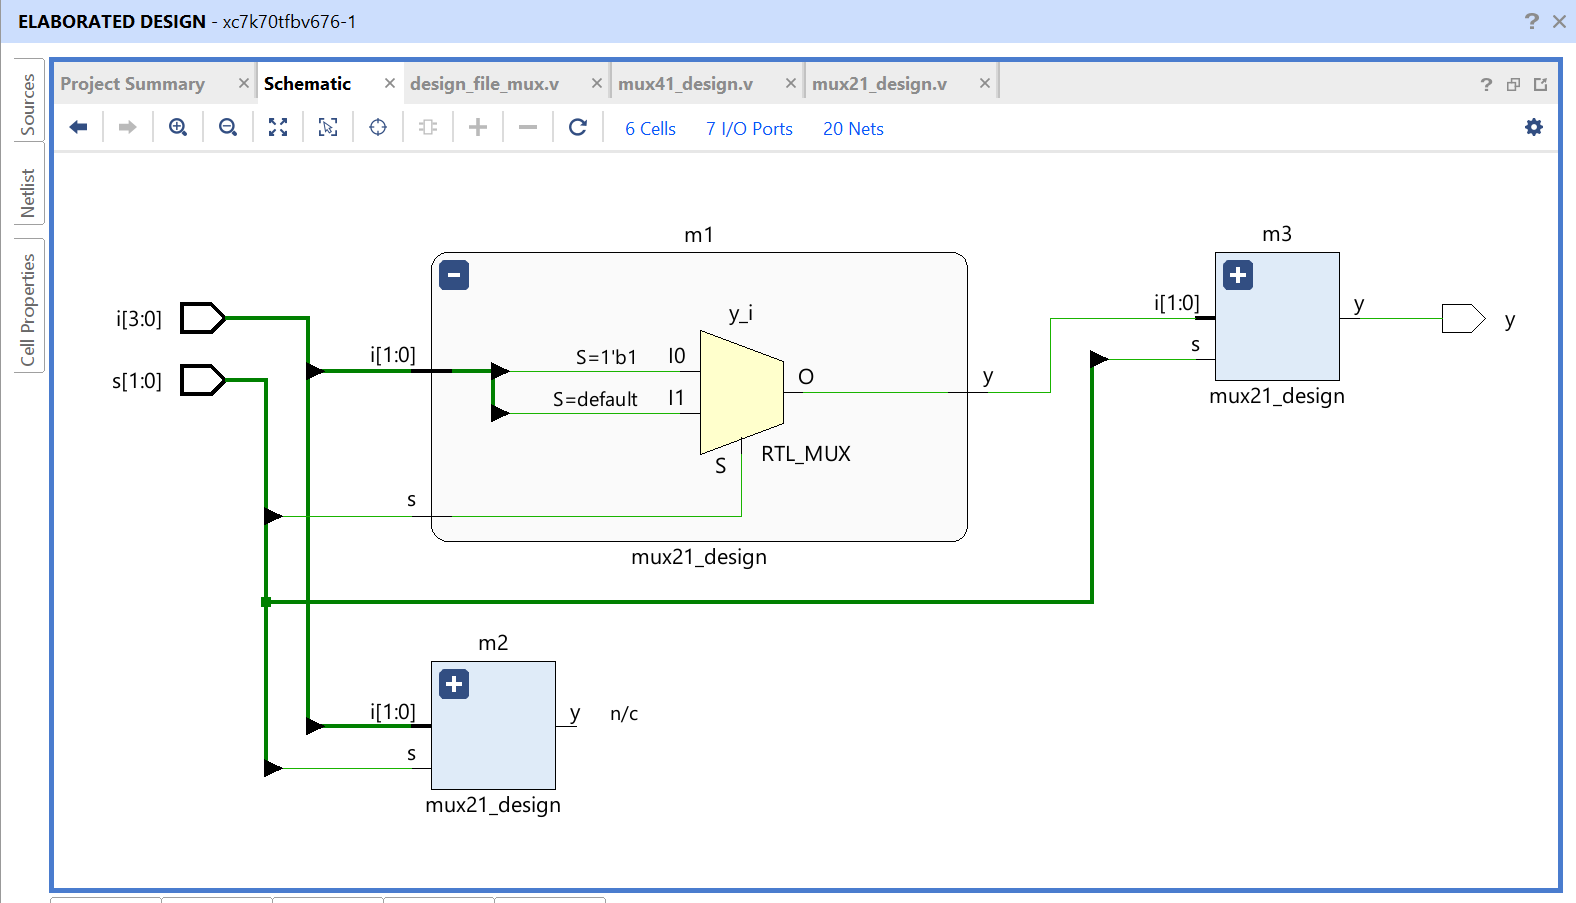 ELABORATED DESIGN - xc7k70tfbv676-1
Sources
Netlist
Cell Properties
Project Summary
Schematic
design_file_mux.v
mux41_design.v
mux21_design.v
6 Cells
7 I/O Ports
20 Nets
m1
y_i
i[3:0]
s[1:0]
i[1:0]
S=1'b1
I0
S=default
I1
O
S
RTL_MUX
s
y
mux21_design
m3
i[1:0]
s
y
y
mux21_design
m2
i[1:0]
s
y
n/c
mux21_design